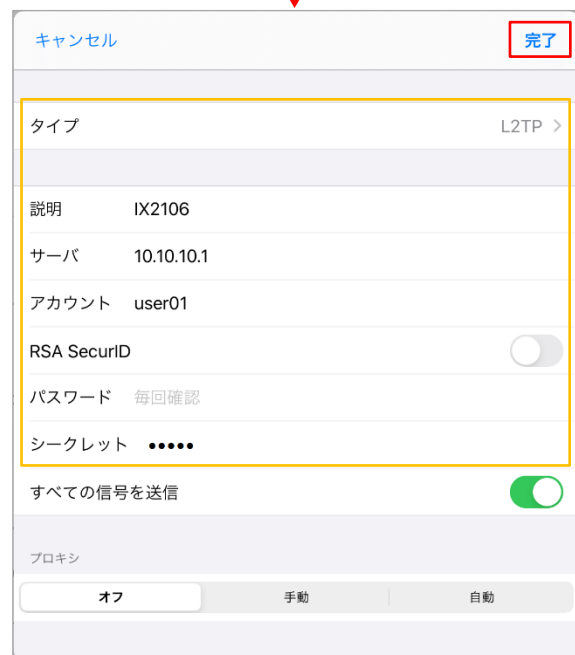 キャンセル 完了
タイプ L2TP >
説明 IX2106
サーバ 10.10.10.1
アカウント user01
RSA SecurID
パスワード 毎回確認
シークレット •••••
すべての信号を送信
プロキシ
オフ 手動 自動